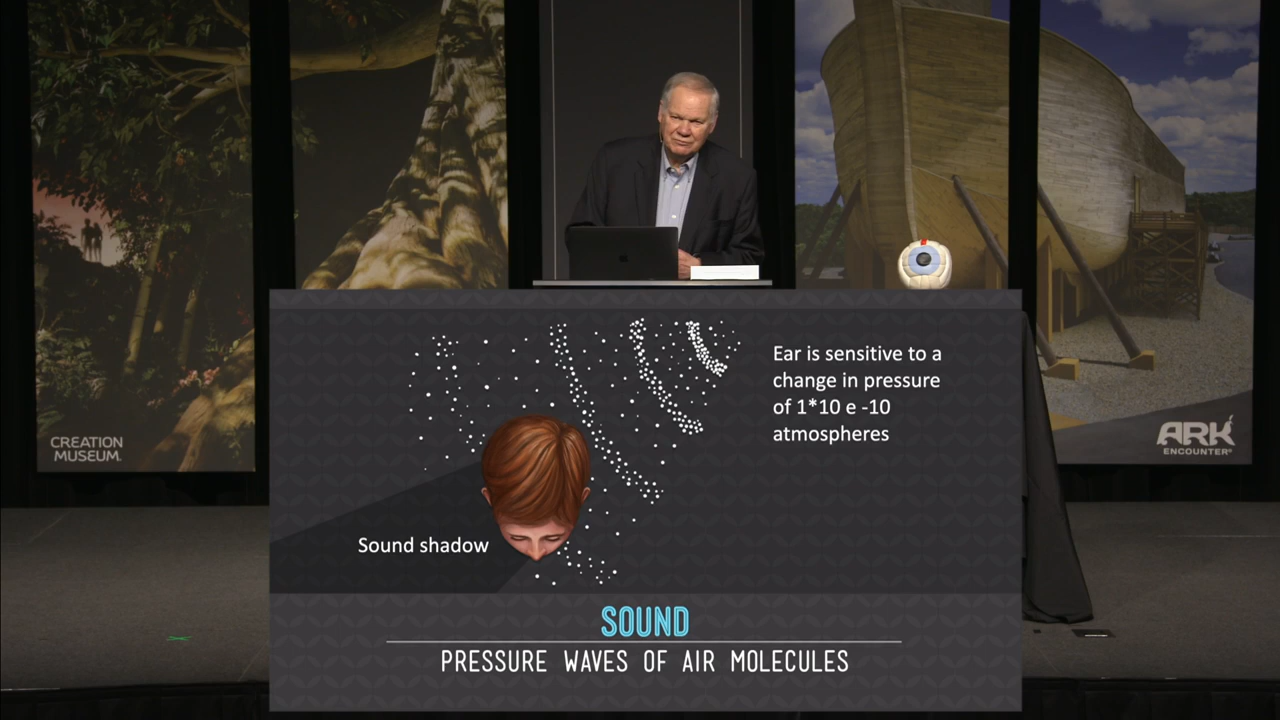 CREATION
MUSEUM
ARK
ENCOUNTER
Ear is sensitive to a
change in pressure
of 1*10 e -10
atmospheres
Sound shadow
SOUND
PRESSURE WAVES OF AIR MOLECULES